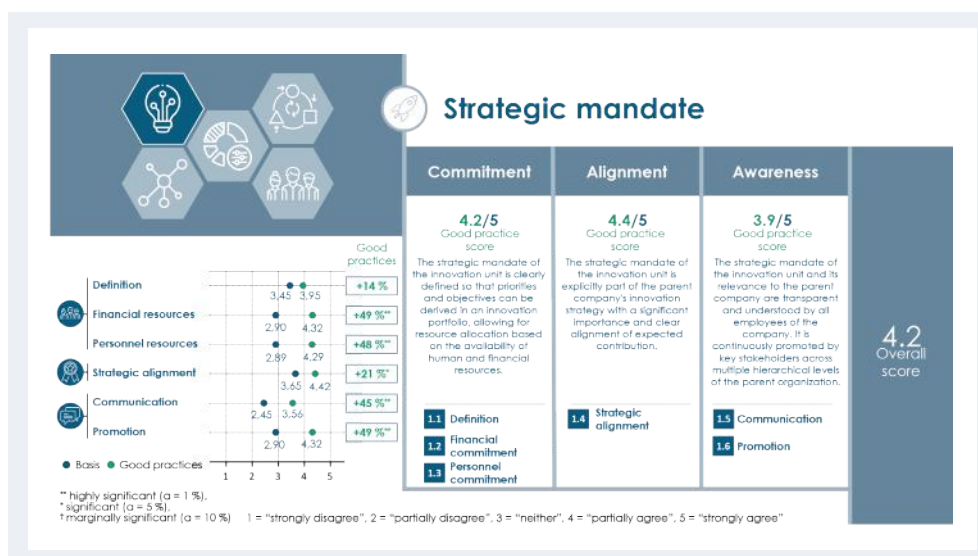 Strategic mandate
Commitment
Alignment
Awareness
4.2/5
Good practice
score
The strategic mandate of
the innovation unit is clearly
defined so that priorities
and objectives can be
derived in an innovation
portfolio, allowing for
resource allocation based
on the availability of
human and financial
resources.
1.1 Definition
1.2 Financial
commitment
1.3 Personnel
commitment
4.4/5
Good practice
score
The strategic mandate of
the innovation unit is
explicitly part of the parent
company's innovation
strategy with a significant
importance and clear
alignment of expected
contribution.
1.4 Strategic
alignment
3.9/5
Good practice
score
The strategic mandate of
the innovation unit and its
relevance to the parent
company are transparent
and understood by all
employees of the
company. It is
continuously promoted by
key stakeholders across
multiple hierarchical levels
of the parent organization.
1.5 Communication
1.6 Promotion
4.2
Overall
score
Good
practices
Definition
3,45 3,95
+14 %
Financial resources
2,90 4,32
+49 %**
Personnel resources
2,89 4,29
+48 %**
Strategic alignment
3,65 4,42
+21 %*
Communication
2,45 3,56
+45 %**
Promotion
2,90 4,32
+49 %**
Basis Good practices
1 2 3 4 5
** highly significant (a = 1 %),
* significant (a = 5 %),
† marginally significant (a = 10 %) 1 = "strongly disagree", 2 = "partially disagree", 3 = "neither", 4 = "partially agree", 5 = "strongly agree"